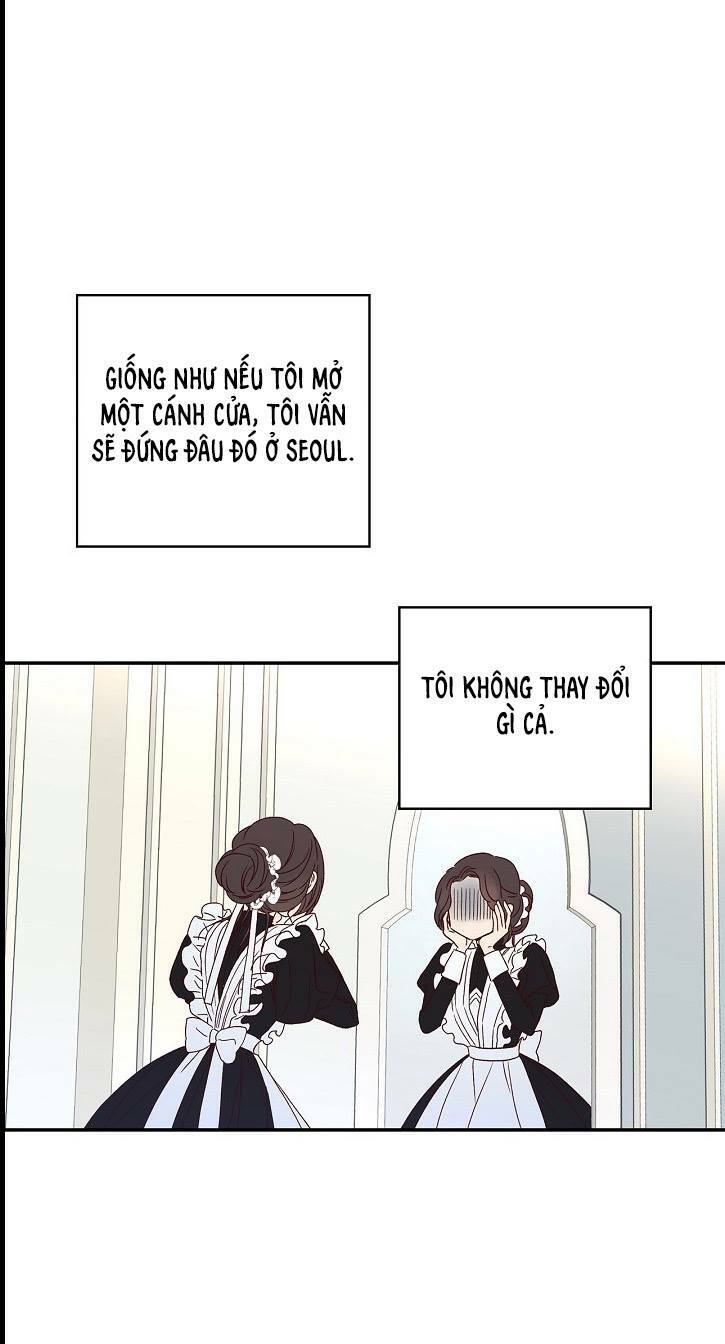 GIỐNG NHƯ NẾU TÔI MỞ
MỘT CÁNH CỬA, TÔI VẪN
SẼ ĐỨNG ĐÂU ĐÓ Ở SEOUL.
TÔI KHÔNG THAY ĐỔI
GÌ CẢ.